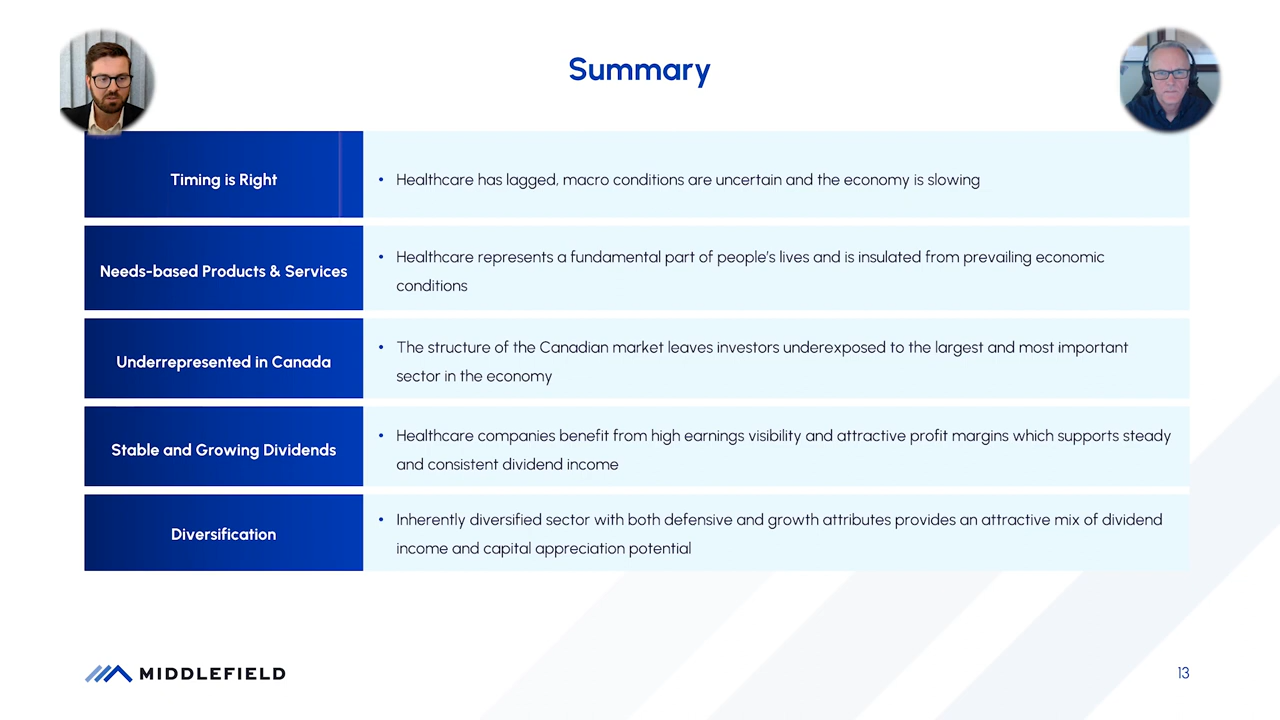 Summary
Timing is Right
• Healthcare has lagged, macro conditions are uncertain and the economy is slowing
Needs-based Products & Services
• Healthcare represents a fundamental part of people's lives and is insulated from prevailing economic
conditions
Underrepresented in Canada
• The structure of the Canadian market leaves investors underexposed to the largest and most important
sector in the economy
Stable and Growing Dividends
• Healthcare companies benefit from high earnings visibility and attractive profit margins which supports steady
and consistent dividend income
Diversification
• Inherently diversified sector with both defensive and growth attributes provides an attractive mix of dividend
income and capital appreciation potential
MIDDLEFIELD
13